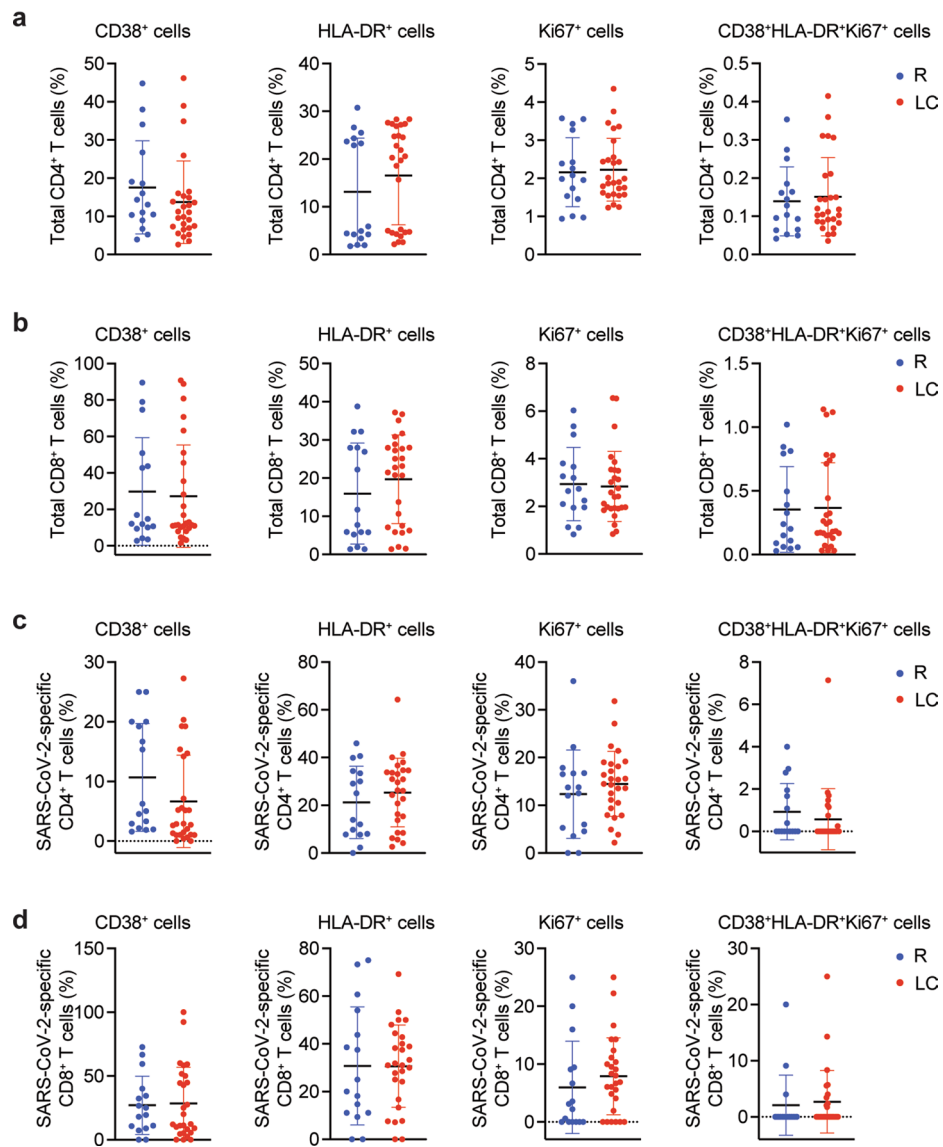 a
CD38⁺ cells
HLA-DR⁺ cells
Ki67⁺ cells
CD38⁺HLA-DR⁺Ki67⁺ cells
Total CD4⁺ T cells (%)
50
40
30
20
10
0
Total CD4⁺ T cells (%)
40
30
20
10
0
Total CD4⁺ T cells (%)
5
4
3
2
1
0
Total CD4⁺ T cells (%)
0.5
0.4
0.3
0.2
0.1
0.0
R
LC
b
CD38⁺ cells
HLA-DR⁺ cells
Ki67⁺ cells
CD38⁺HLA-DR⁺Ki67⁺ cells
Total CD8⁺ T cells (%)
100
80
60
40
20
0
Total CD8⁺ T cells (%)
50
40
30
20
10
0
Total CD8⁺ T cells (%)
8
6
4
2
0
Total CD8⁺ T cells (%)
1.5
1.0
0.5
0.0
R
LC
c
CD38⁺ cells
HLA-DR⁺ cells
Ki67⁺ cells
CD38⁺HLA-DR⁺Ki67⁺ cells
SARS-CoV-2-specific
CD4⁺ T cells (%)
30
20
10
0
SARS-CoV-2-specific
CD4⁺ T cells (%)
80
60
40
20
0
SARS-CoV-2-specific
CD4⁺ T cells (%)
40
30
20
10
0
SARS-CoV-2-specific
CD4⁺ T cells (%)
8
6
4
2
0
R
LC
d
CD38⁺ cells
HLA-DR⁺ cells
Ki67⁺ cells
CD38⁺HLA-DR⁺Ki67⁺ cells
SARS-CoV-2-specific
CD8⁺ T cells (%)
150
100
50
0
SARS-CoV-2-specific
CD8⁺ T cells (%)
80
60
40
20
0
SARS-CoV-2-specific
CD8⁺ T cells (%)
30
20
10
0
SARS-CoV-2-specific
CD8⁺ T cells (%)
30
20
10
0
R
LC